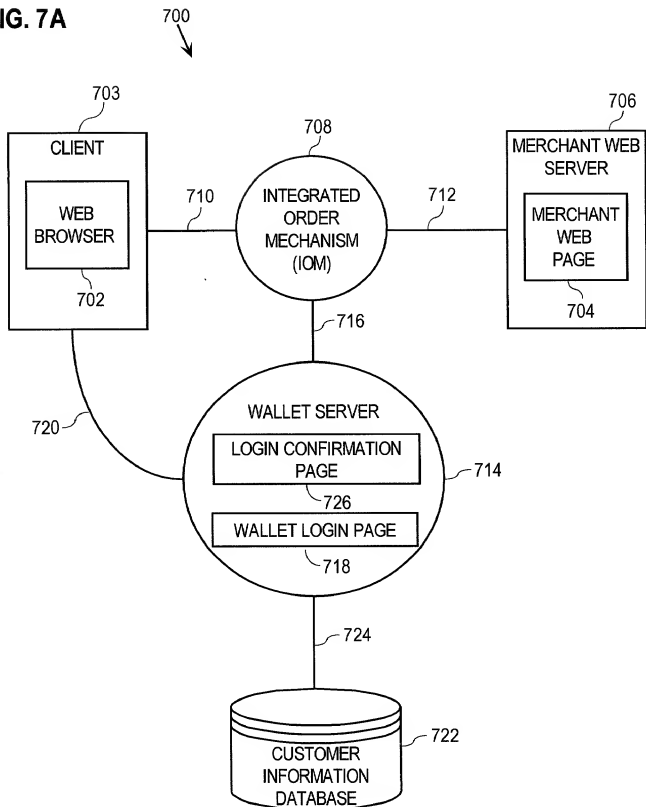 IG. 7A
700
703
CLIENT
WEB
BROWSER
702
710
708
INTEGRATED
ORDER
MECHANISM
(IOM)
712
706
MERCHANT WEB
SERVER
MERCHANT
WEB
PAGE
704
716
720
WALLET SERVER
LOGIN CONFIRMATION
PAGE
726
WALLET LOGIN PAGE
718
714
724
722
CUSTOMER
INFORMATION
DATABASE